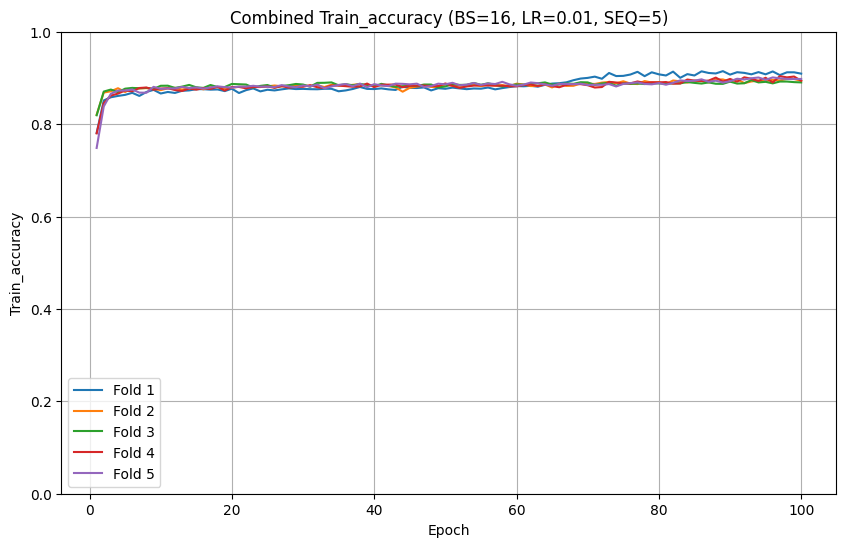 Combined Train_accuracy (BS=16, LR=0.01, SEQ=5)
Train_accuracy
1.0
0.8
0.6
0.4
0.2
0.0
Fold 1
Fold 2
Fold 3
Fold 4
Fold 5
0 20 40 60 80 100
Epoch